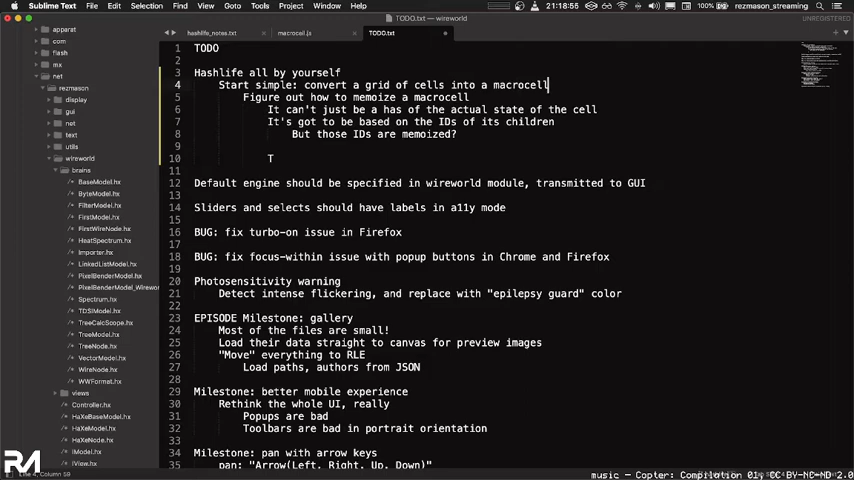 Sublime Text File Edit Selection Find View Goto Tools Project Window Help
100% 21:18:55 rezmason_streaming
TODO.txt — wireworld
UNREGISTERED
hashlife_notes.txt
macrocell.js
TODO.txt
apparat
com
flash
mx
net
rezmason
display
gui
net
text
utils
wireworld
brains
BaseModel.hx
ByteModel.hx
FilterModel.hx
FirstModel.hx
FirstWireNode.hx
HeatSpectrum.hx
Importer.hx
LinkedListModel.hx
PixelBenderModel.hx
PixelBenderModel_Wirewor
Spectrum.hx
TDSIModel.hx
TreeCalcScope.hx
TreeModel.hx
TreeNode.hx
VectorModel.hx
WireNode.hx
WWFormat.hx
views
Controller.hx
HaXeBaseModel.hx
HaXeModel.hx
HaXeNode.hx
IModel.hx
IView.hx
1 TODO
2
3 Hashlife all by yourself
4 Start simple: convert a grid of cells into a macrocell
5 Figure out how to memoize a macrocell
6 It can't just be a has of the actual state of the cell
7 It's got to be based on the IDs of its children
8 But those IDs are memoized?
9
10 T
11
12 Default engine should be specified in wireworld module, transmitted to GUI
13
14 Sliders and selects should have labels in a11y mode
15
16 BUG: fix turbo-on issue in Firefox
17
18 BUG: fix focus-within issue with popup buttons in Chrome and Firefox
19
20 Photosensitivity warning
21 Detect intense flickering, and replace with "epilepsy guard" color
22
23 EPISODE Milestone: gallery
24 Most of the files are small!
25 Load their data straight to canvas for preview images
26 "Move" everything to RLE
27 Load paths, authors from JSON
28
29 Milestone: better mobile experience
30 Rethink the whole UI, really
31 Popups are bad
32 Toolbars are bad in portrait orientation
33
34 Milestone: pan with arrow keys
35 pan: "Arrow(Left, Right, Up, Down)"
RM
Line 4, Column 59
music - Copter: Compilation 01; CC BY-NC-ND 2.0